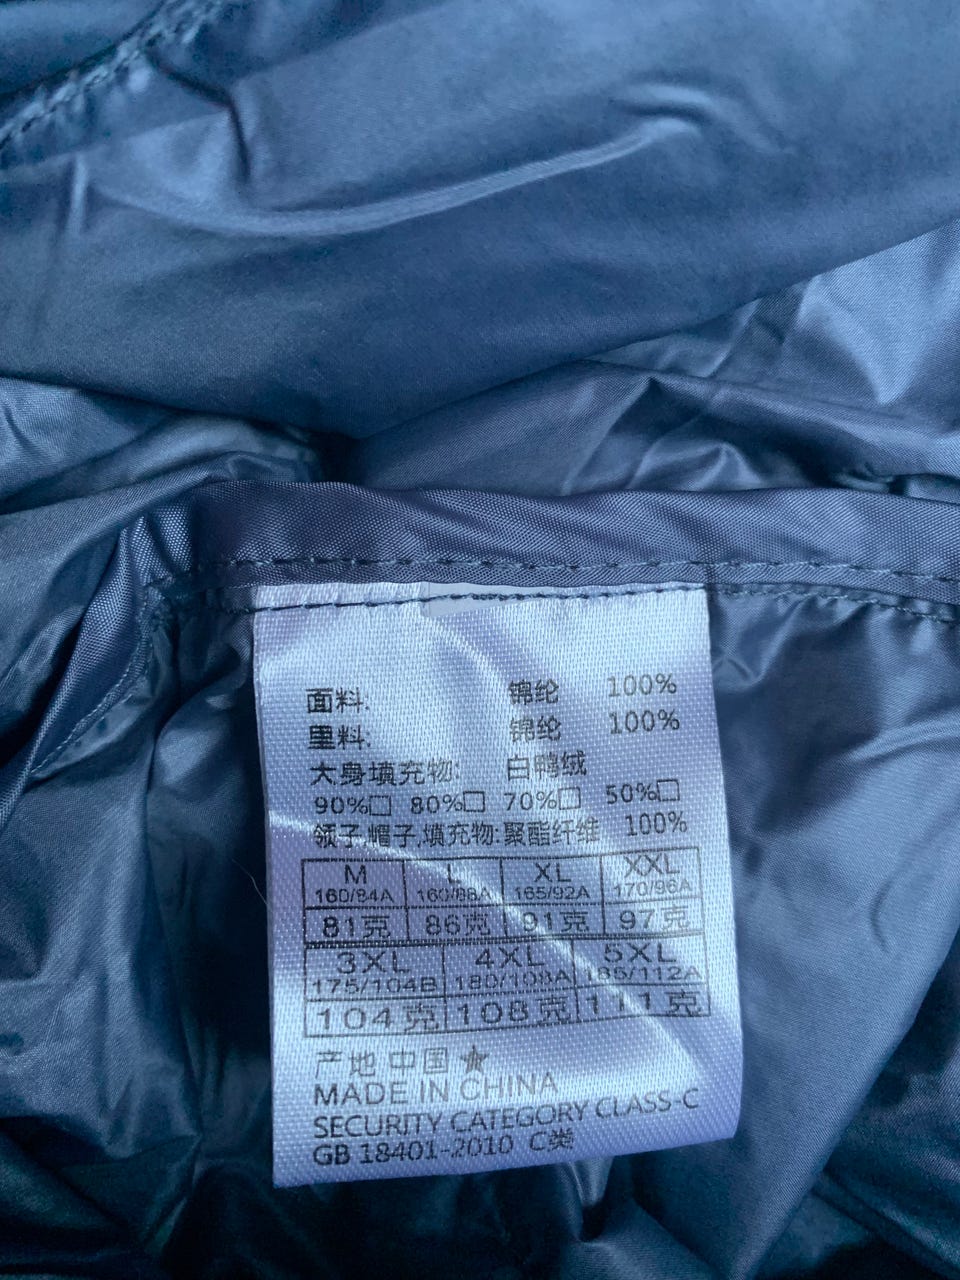 面料: 锦纶 100%
里料: 锦纶 100%
大身填充物: 白鸭绒
90%□ 80%□ 70%□ 50%□
领子,帽子,填充物:聚酯纤维 100%
M L XL XXL
160/84A 160/88A 165/92A 170/96A
81克 86克 91克 97克
3XL 4XL 5XL
175/104B 180/108A 185/112A
104克 108克 111克
产地 中国 ★
MADE IN CHINA
SECURITY CATEGORY CLASS-C
GB 18401-2010 C类